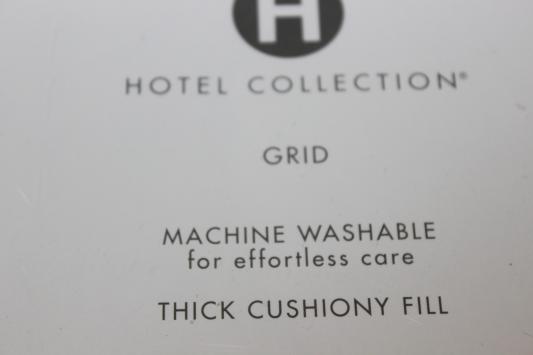 H
HOTEL COLLECTION®
GRID
MACHINE WASHABLE
for effortless care
THICK CUSHIONY FILL